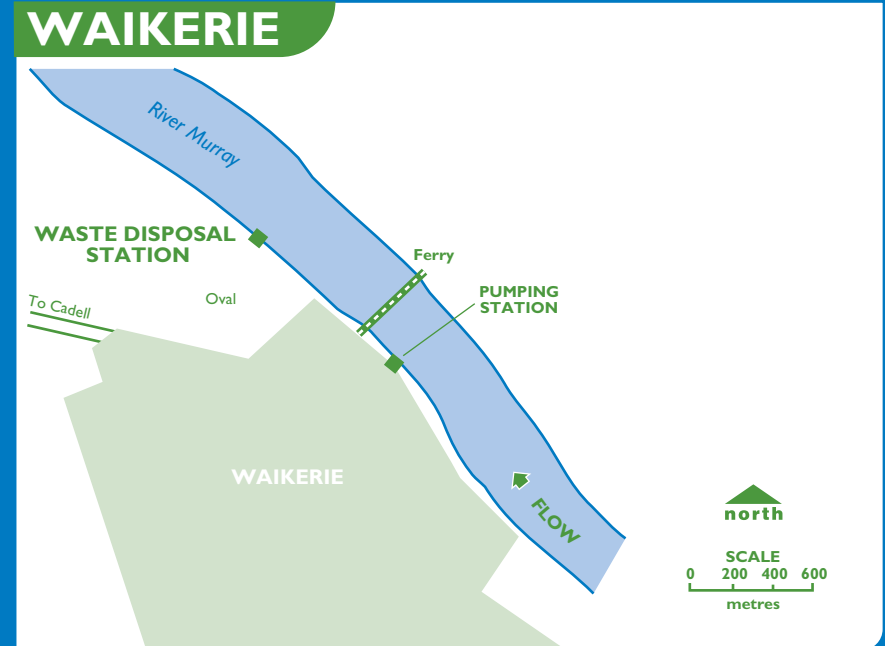 WAIKERIE
River Murray
WASTE DISPOSAL
STATION
Ferry
PUMPING
STATION
Oval
To Cadell
WAIKERIE
FLOW
north
SCALE
0 200 400 600
metres